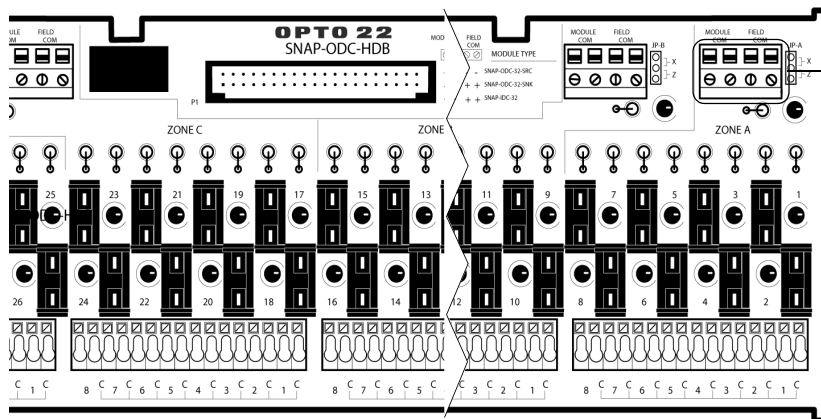 OPTO 22
SNAP-ODC-HDB
MODULE COM
FIELD COM
MODULE TYPE
SNAP-ODC-32-SRC
SNAP-ODC-32-SNK
SNAP-IDC-32
P1
FIELD COM
MODULE COM
FIELD COM
JP-B
X
Z
MODULE COM
FIELD COM
JP-A
X
Z
ZONE C
ZONE
ZONE A
25 23 21 19 17 15 13 11 9 7 5 3 1
26 24 22 20 18 16 14 12 10 8 6 4 2
C 1 C 8 C 7 C 6 C 5 C 4 C 3 C 2 C 1 C 8 C 7 C 6 C 5 C 3 C 2 C 1 C 8 C 7 C 6 C 5 C 4 C 3 C 2 C 1 C